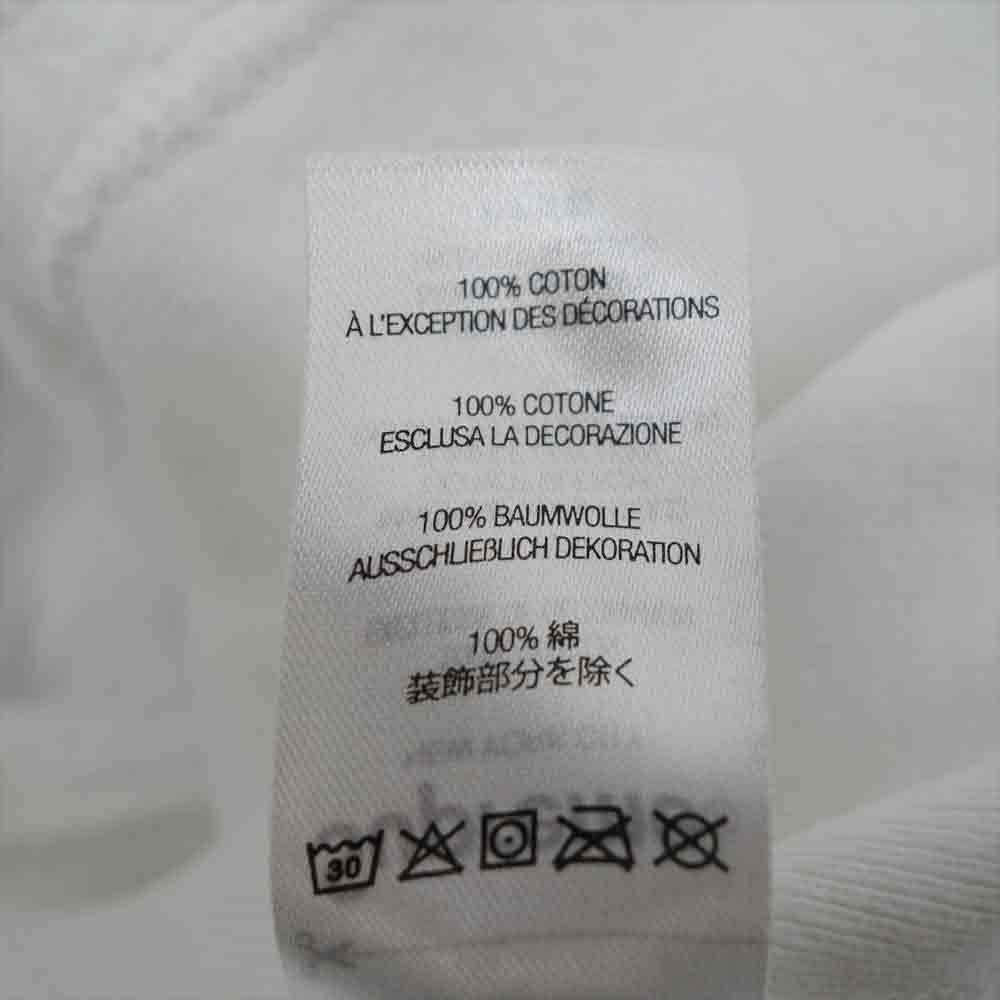 100% COTON
À L'EXCEPTION DES DÉCORATIONS
100% COTONE
ESCLUSA LA DECORAZIONE
100% BAUMWOLLE
AUSSCHLIEßLICH DEKORATION
100% 綿
装飾部分を除く
30